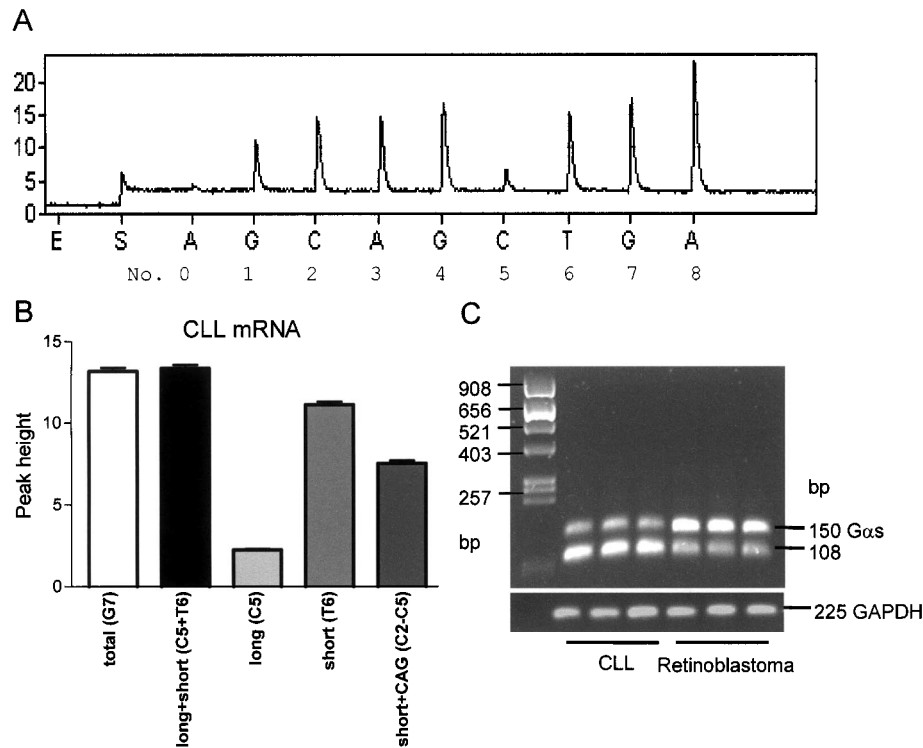 A
20
15
10
5
0
E S A G C A G C T G A
No. 0 1 2 3 4 5 6 7 8
B
CLL mRNA
15
10
5
0
Peak height
total (G7)
long+short (C5+T6)
long (C5)
short (T6)
short+CAG (C2-C5)
C
908
656
521
403
257
bp
bp
150 Gαs
108
225 GAPDH
CLL
Retinoblastoma